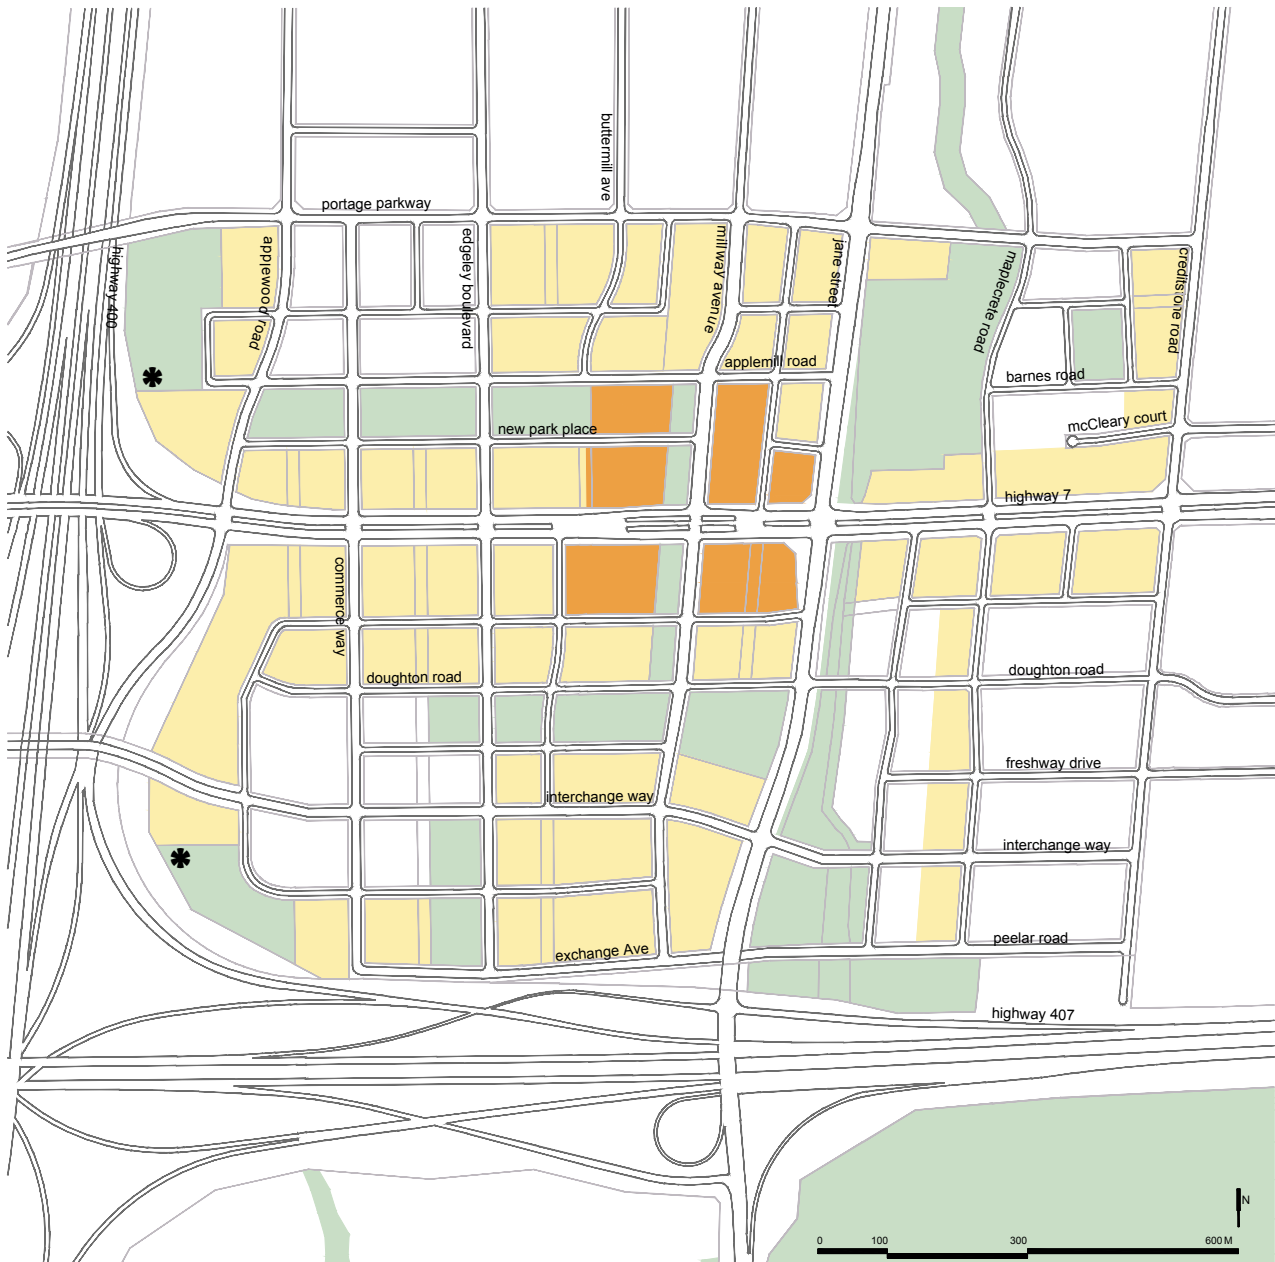 buttermill ave
portage parkway
highway 400
applewood road
edgeley boulevard
millway avenue
jane street
maplecrete road
creditstone road
applemill road
barnes road
mcCleary court
new park place
highway 7
commerce way
doughton road
doughton road
freshway drive
interchange way
interchange way
exchange Ave
peelar road
highway 407
N
0 100 300 600 M